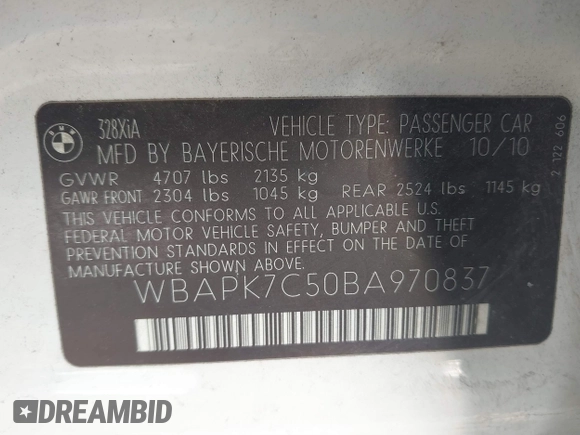 BMW
328XiA
VEHICLE TYPE: PASSENGER CAR
MFD BY BAYERISCHE MOTORENWERKE 10/10
GVWR 4707 lbs 2135 kg
GAWR FRONT 2304 lbs 1045 kg REAR 2524 lbs 1145 kg
THIS VEHICLE CONFORMS TO ALL APPLICABLE U.S.
FEDERAL MOTOR VEHICLE SAFETY, BUMPER AND THEFT
PREVENTION STANDARDS IN EFFECT ON THE DATE OF
MANUFACTURE SHOWN ABOVE.
WBAPK7C50BA970837
2 122 606
DREAMBID